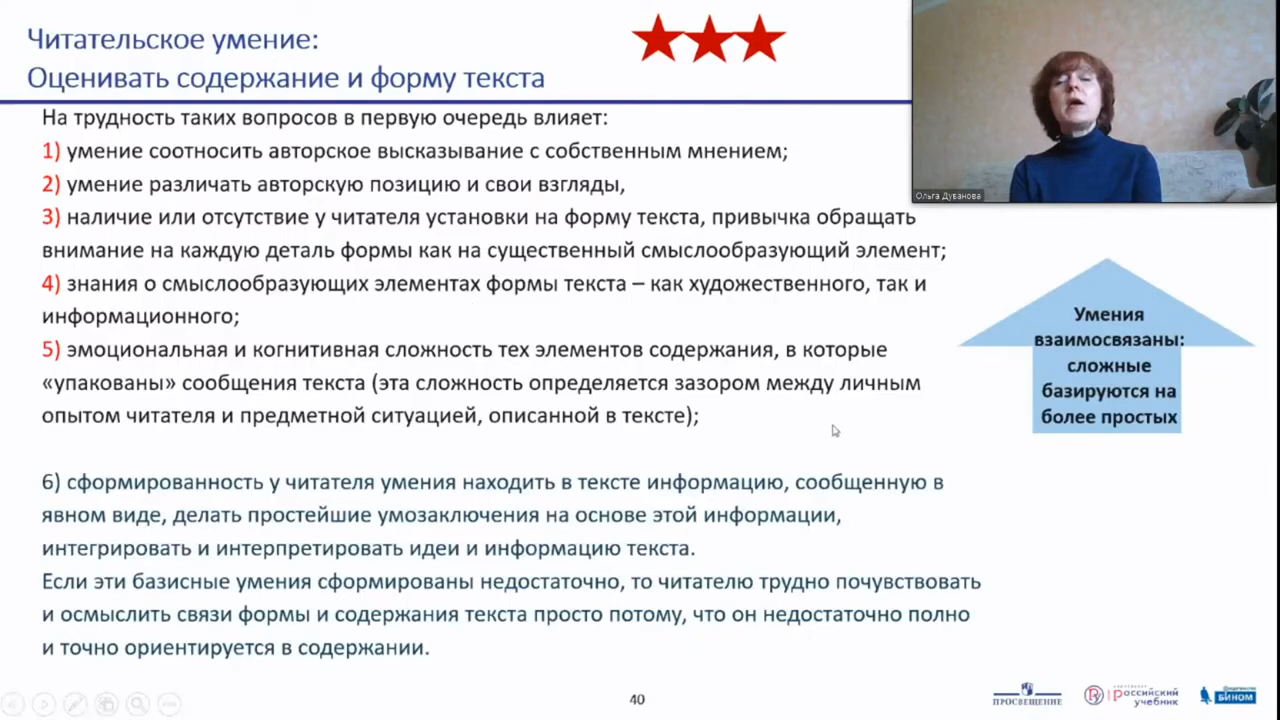 Читательское умение:
Оценивать содержание и форму текста
Ольга Дуванова
На трудность таких вопросов в первую очередь влияет:
1) умение соотносить авторское высказывание с собственным мнением;
2) умение различать авторскую позицию и свои взгляды,
3) наличие или отсутствие у читателя установки на форму текста, привычка обращать
внимание на каждую деталь формы как на существенный смыслообразующий элемент;
4) знания о смыслообразующих элементах формы текста – как художественного, так и
информационного;
5) эмоциональная и когнитивная сложность тех элементов содержания, в которые
«упакованы» сообщения текста (эта сложность определяется зазором между личным
опытом читателя и предметной ситуацией, описанной в тексте);
Умения
взаимосвязаны:
сложные
базируются на
более простых
6) сформированность у читателя умения находить в тексте информацию, сообщенную в
явном виде, делать простейшие умозаключения на основе этой информации,
интегрировать и интерпретировать идеи и информацию текста.
Если эти базисные умения сформированы недостаточно, то читателю трудно почувствовать
и осмыслить связи формы и содержания текста просто потому, что он недостаточно полно
и точно ориентируется в содержании.
40
ПРОСВЕЩЕНИЕ
российский
учебник
БИНОМ